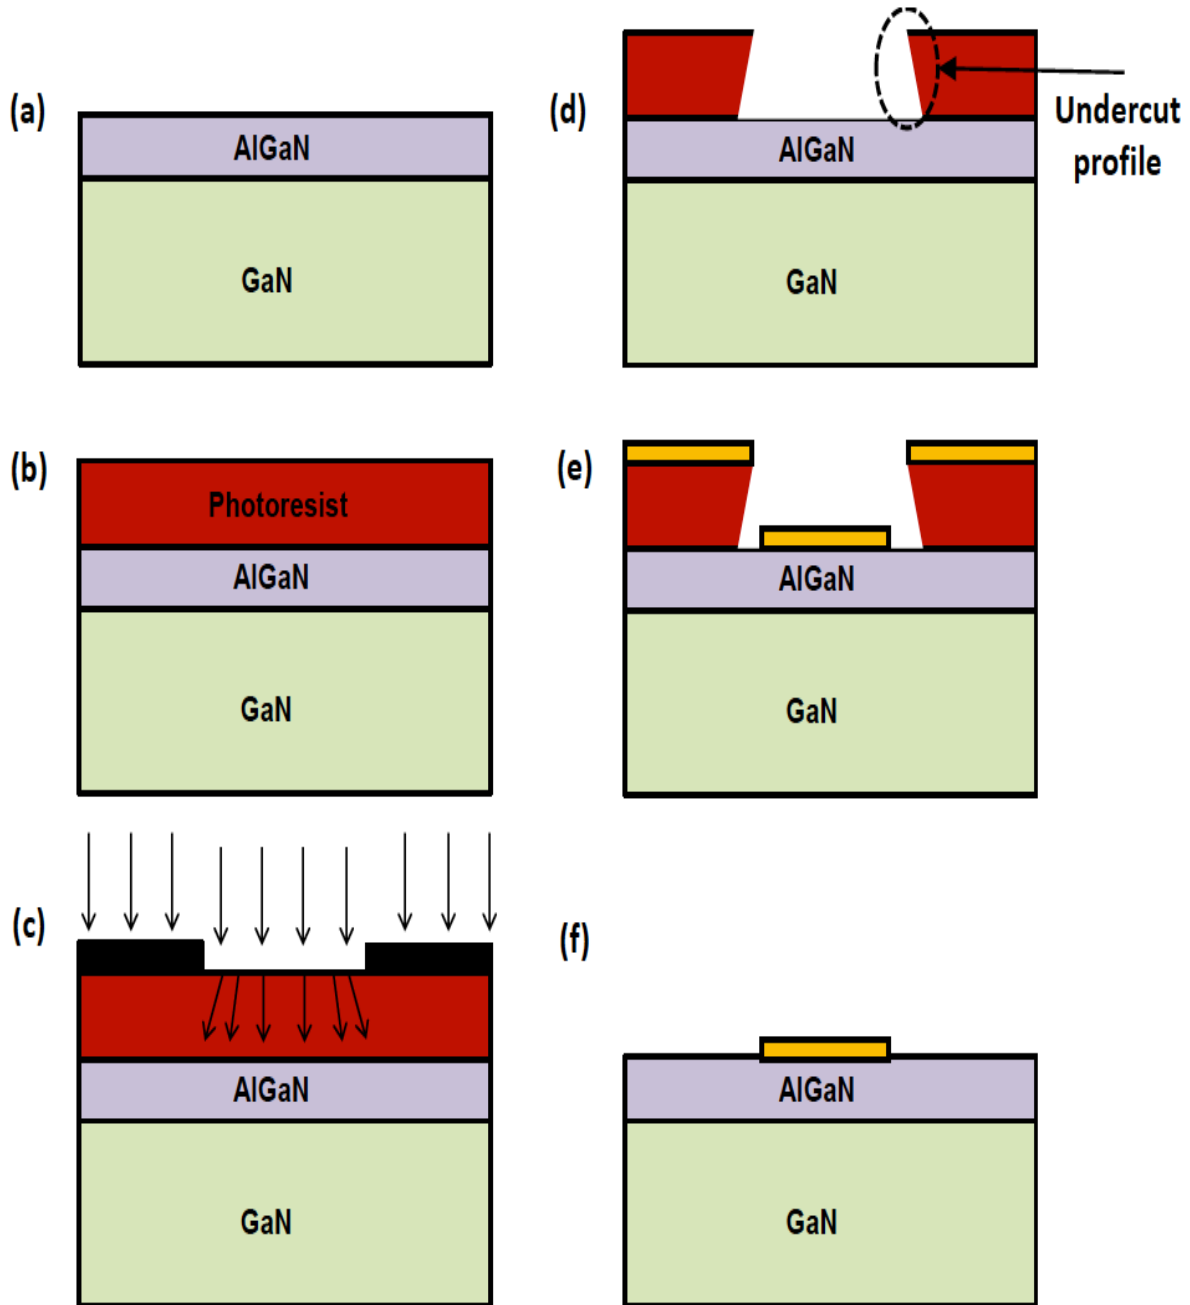 (a)
AlGaN
GaN
(b)
Photoresist
AlGaN
GaN
(c)
AlGaN
GaN
(d)
Undercut
profile
AlGaN
GaN
(e)
AlGaN
GaN
(f)
AlGaN
GaN